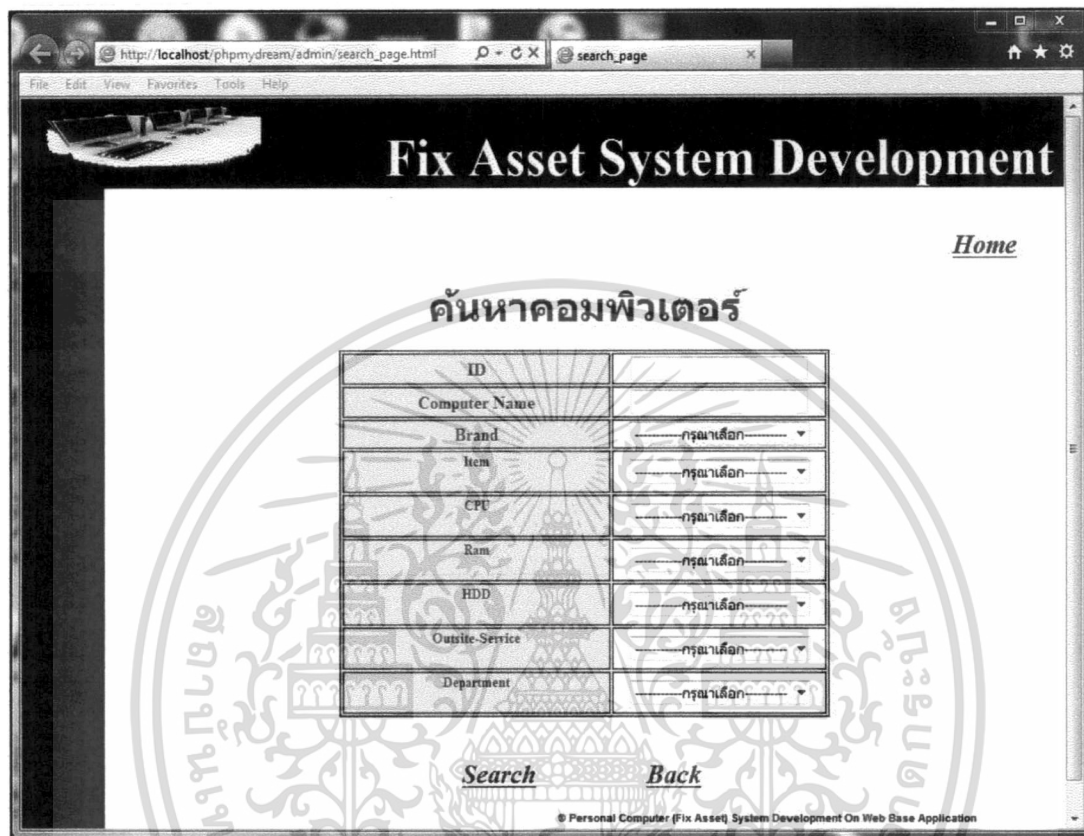 http://localhost/phpmydream/admin/search_page.html
search_page
File Edit View Favorites Tools Help
Fix Asset System Development
Home
ค้นหาคอมพิวเตอร์
ID
Computer Name
Brand ----------กรุณาเลือก----------
Item ----------กรุณาเลือก----------
CPU ----------กรุณาเลือก----------
Ram ----------กรุณาเลือก----------
HDD ----------กรุณาเลือก----------
Outsite-Service ----------กรุณาเลือก----------
Department ----------กรุณาเลือก----------
Search Back
© Personal Computer (Fix Asset) System Development On Web Base Application